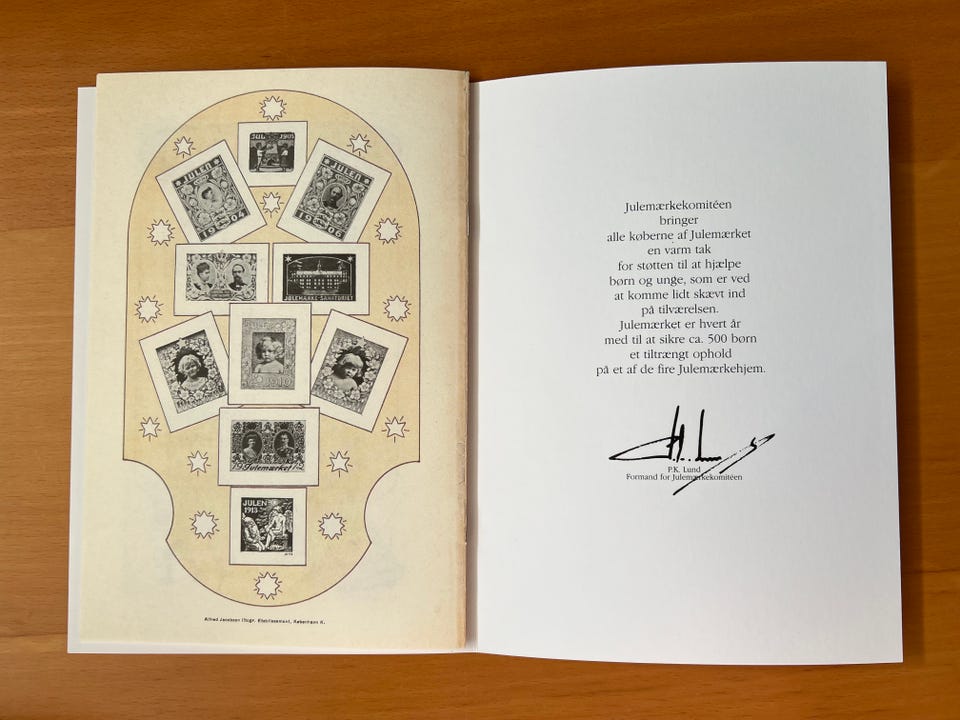 JUL 1905
JULEN
1904
JULEN
1906
JULEMÆRKE-SANATORIET
1910
1912
Julemærket
JULEN
1913
Alfred Jacobsen lithogr. Etablissement, København K.
Julemærkekomitéen
bringer
alle køberne af Julemærket
en varm tak
for støtten til at hjælpe
børn og unge, som er ved
at komme lidt skævt ind
på tilværelsen.
Julemærket er hvert år
med til at sikre ca. 500 børn
et tiltrængt ophold
på et af de fire Julemærkehjem.
P.K. Lund
Formand for Julemærkekomitéen